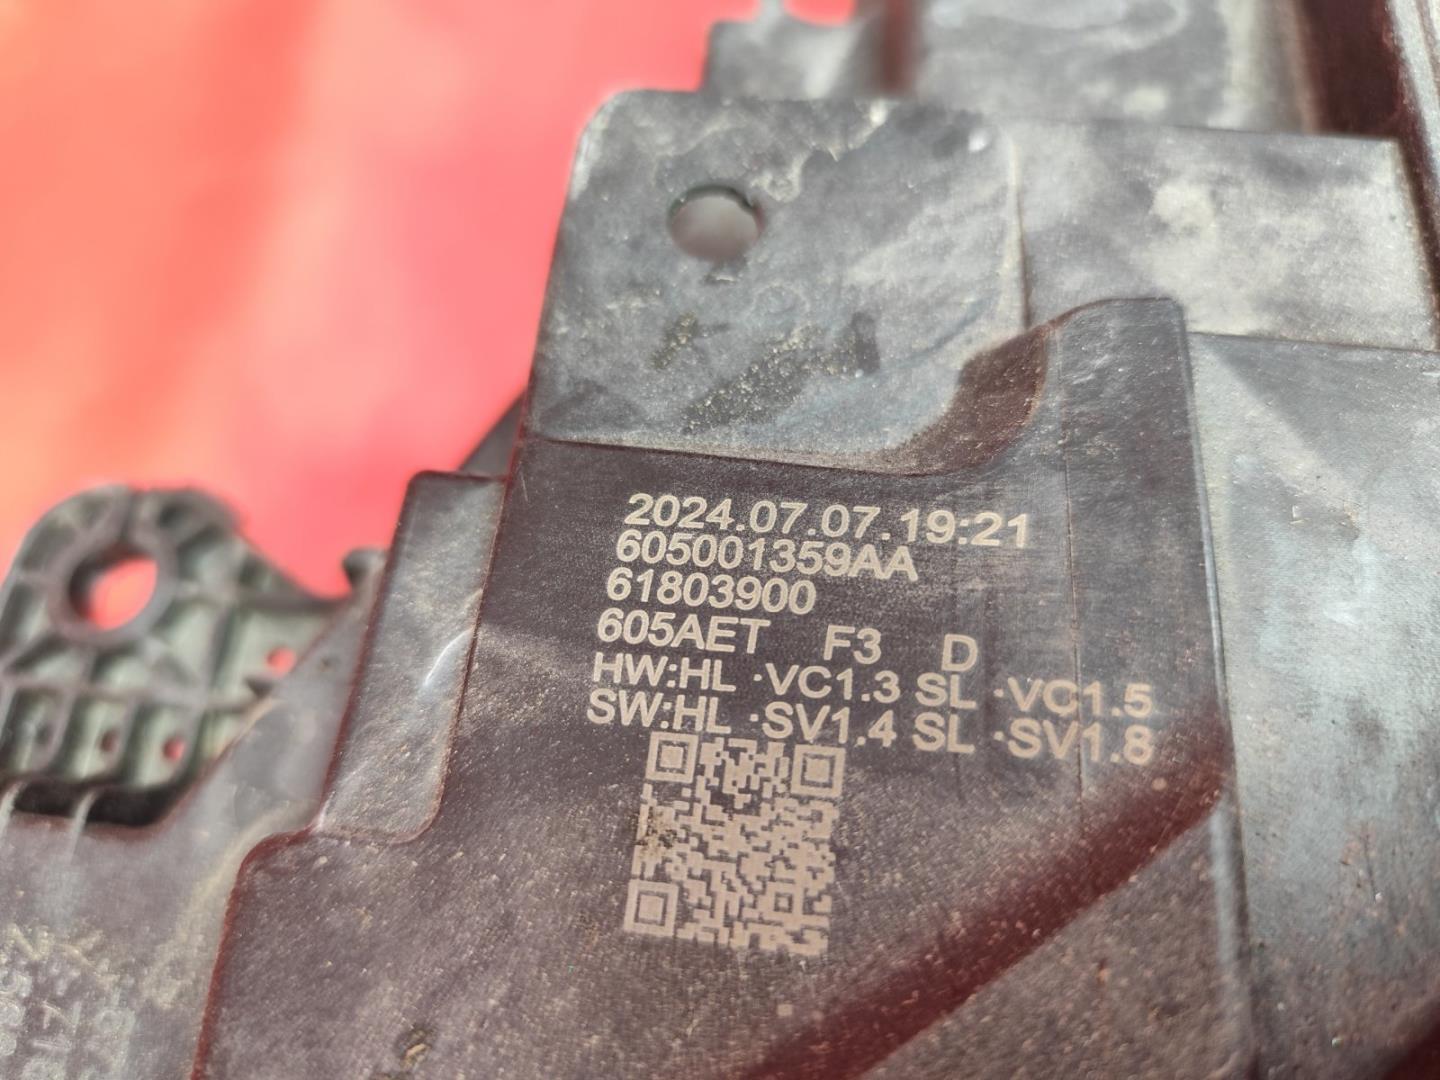 2024.07.07.19:21
605001359AA
61803900
605AET F3 D
HW:HL ·VC1.3 SL ·VC1.5
SW:HL ·SV1.4 SL ·SV1.8